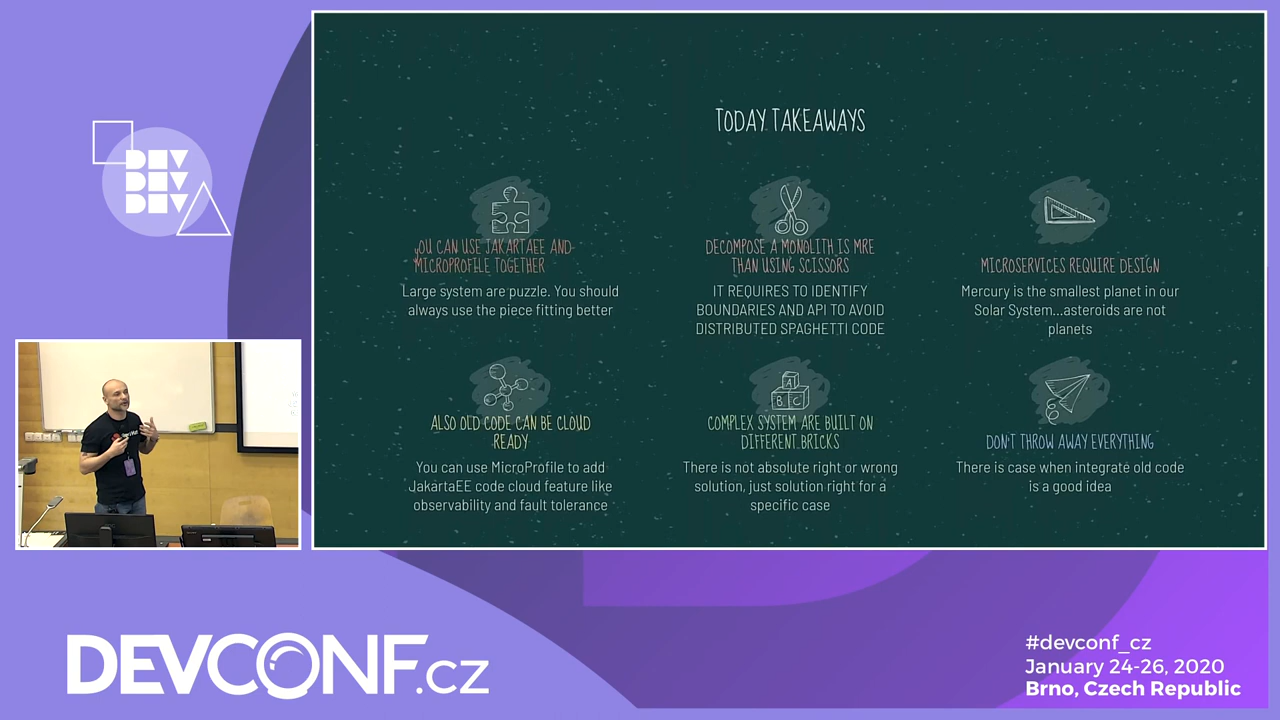 DEV
DEV
DEV
TODAY TAKEAWAYS
YOU CAN USE JAKARTAEE AND
MICROPROFILE TOGETHER
Large system are puzzle. You should
always use the piece fitting better
DECOMPOSE A MONOLITH IS MRE
THAN USING SCISSORS
IT REQUIRES TO IDENTIFY
BOUNDARIES AND API TO AVOID
DISTRIBUTED SPAGHETTI CODE
MICROSERVICES REQUIRE DESIGN
Mercury is the smallest planet in our
Solar System...asteroids are not
planets
ALSO OLD CODE CAN BE CLOUD
READY
You can use MicroProfile to add
JakartaEE code cloud feature like
observability and fault tolerance
A
B C
COMPLEX SYSTEM ARE BUILT ON
DIFFERENT BRICKS
There is not absolute right or wrong
solution, just solution right for a
specific case
DON'T THROW AWAY EVERYTHING
There is case when integrate old code
is a good idea
DEVCONF.cz
#devconf_cz
January 24-26, 2020
Brno, Czech Republic